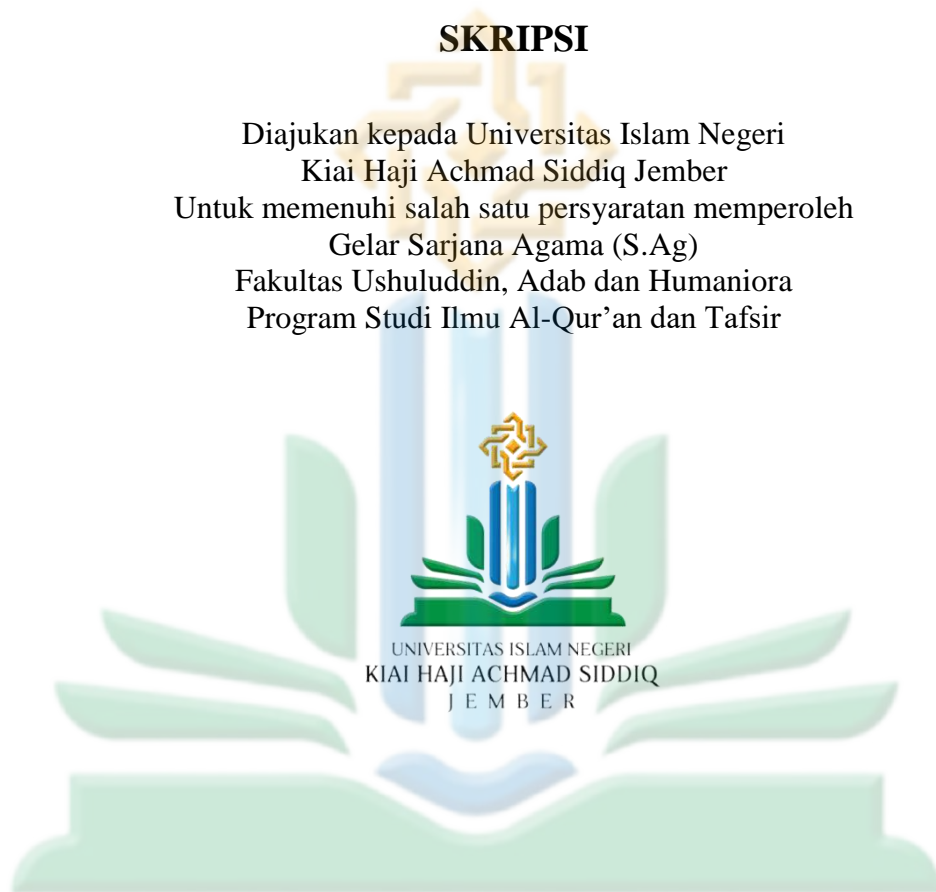 SKRIPSI
Diajukan kepada Universitas Islam Negeri
Kiai Haji Achmad Siddiq Jember
Untuk memenuhi salah satu persyaratan memperoleh
Gelar Sarjana Agama (S.Ag)
Fakultas Ushuluddin, Adab dan Humaniora
Program Studi Ilmu Al-Qur’an dan Tafsir
UNIVERSITAS ISLAM NEGERI
KIAI HAJI ACHMAD SIDDIQ
JEMBER